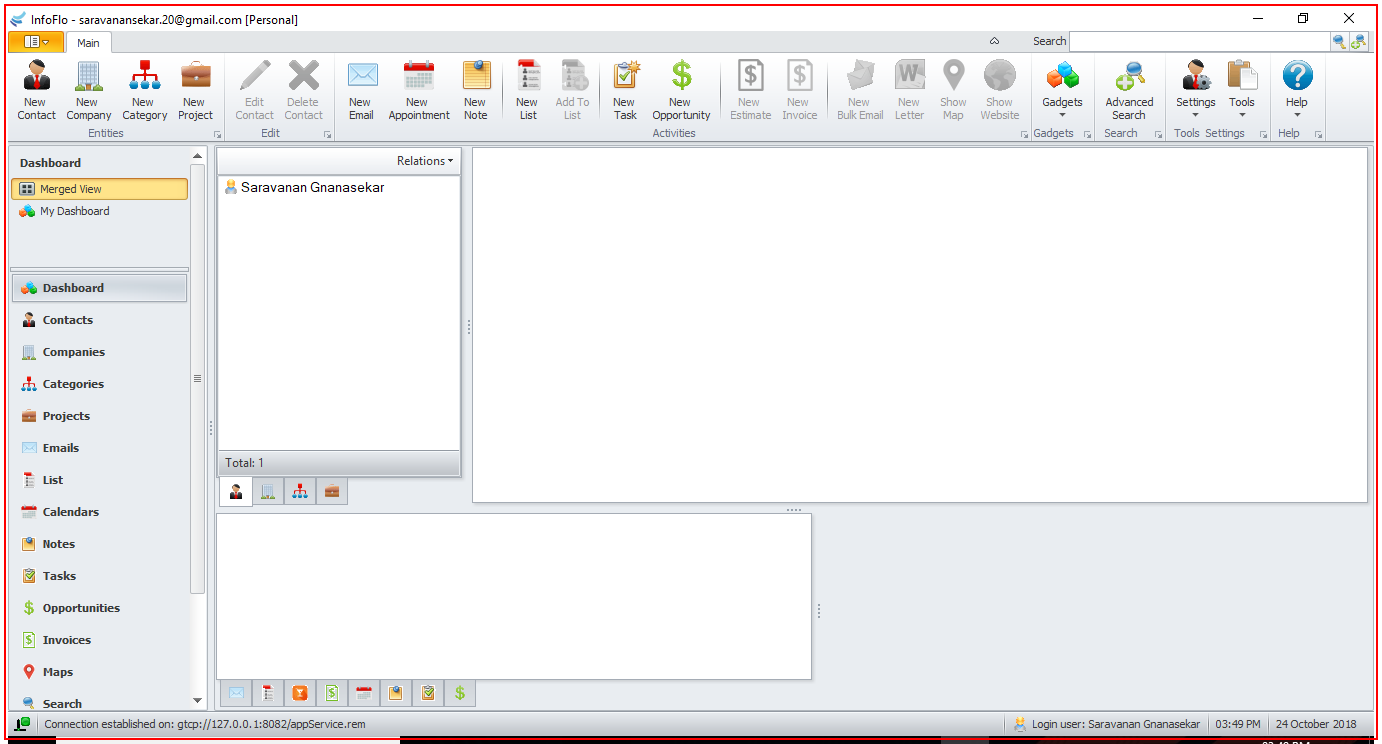 InfoFlo - saravanansekar.20@gmail.com [Personal]
Main
Search
New Contact
New Company
New Category
New Project
Edit Contact
Delete Contact
New Email
New Appointment
New Note
New List
Add To List
New Task
New Opportunity
New Estimate
New Invoice
New Bulk Email
New Letter
Show Map
Show Website
Gadgets
Advanced Search
Settings
Tools
Help
Entities
Edit
Activities
Gadgets
Search
Tools Settings
Help
Dashboard
Merged View
My Dashboard
Dashboard
Contacts
Companies
Categories
Projects
Emails
List
Calendars
Notes
Tasks
Opportunities
Invoices
Maps
Search
Relations
Saravanan Gnanasekar
Total: 1
Connection established on: gtcp://127.0.0.1:8082/appService.rem
Login user: Saravanan Gnanasekar
03:49 PM
24 October 2018